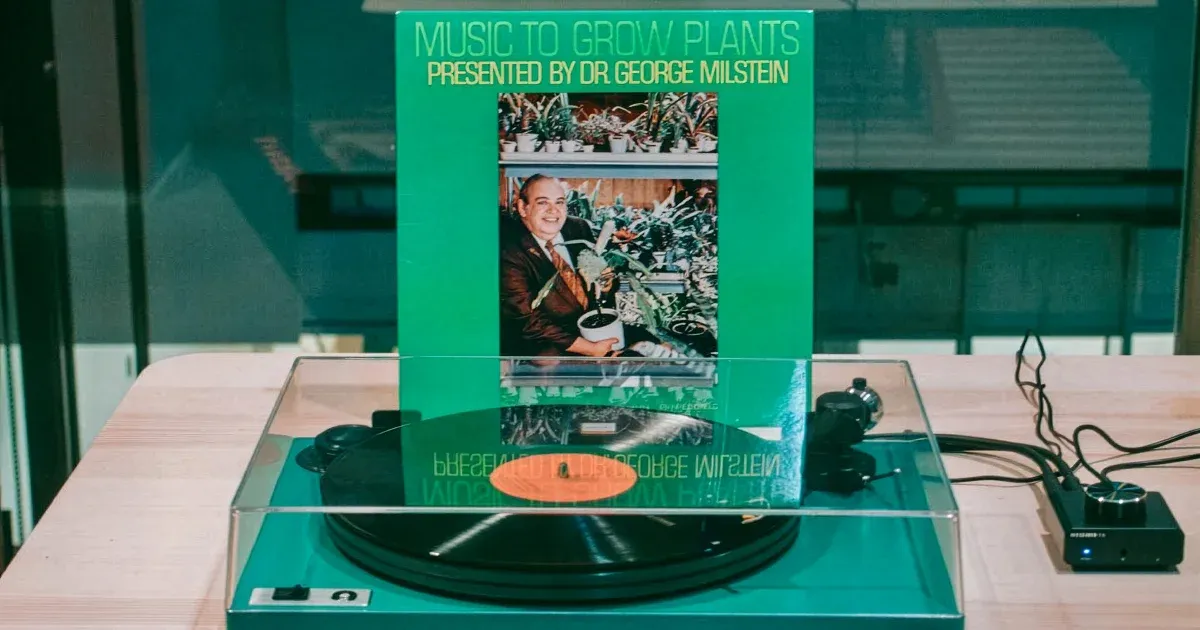 MUSIC TO GROW PLANTS
PRESENTED BY DR. GEORGE MILSTEIN